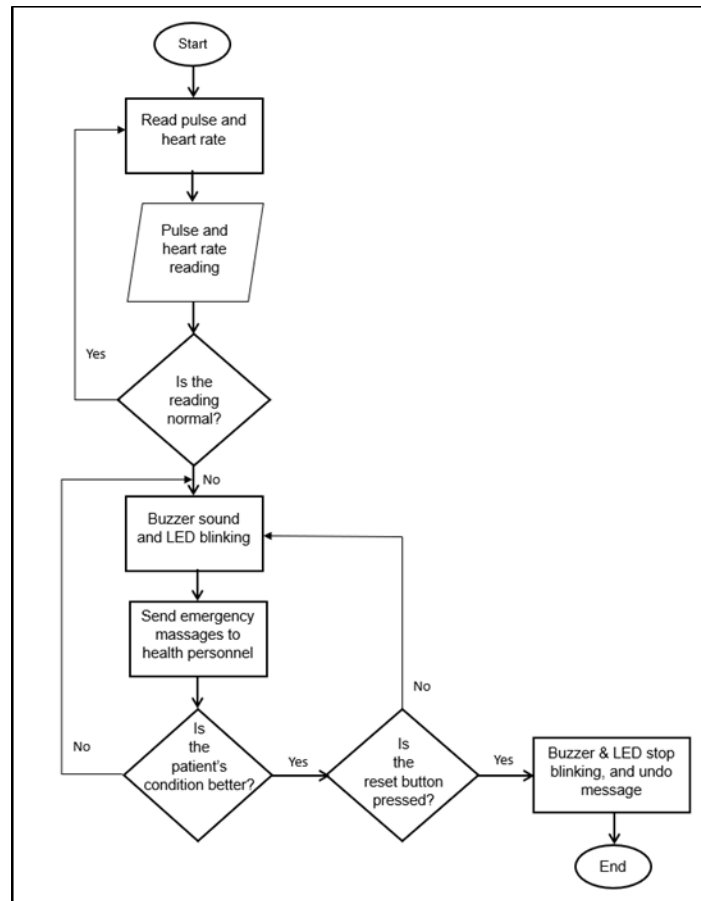 Start
Read pulse and
heart rate
Pulse and
heart rate
reading
Yes
Is the
reading
normal?
No
Buzzer sound
and LED blinking
Send emergency
massages to
health personnel
No
Is
the
patient's
condition better?
Yes
No
Is
the
reset button
pressed?
Yes
Buzzer & LED stop
blinking, and undo
message
End